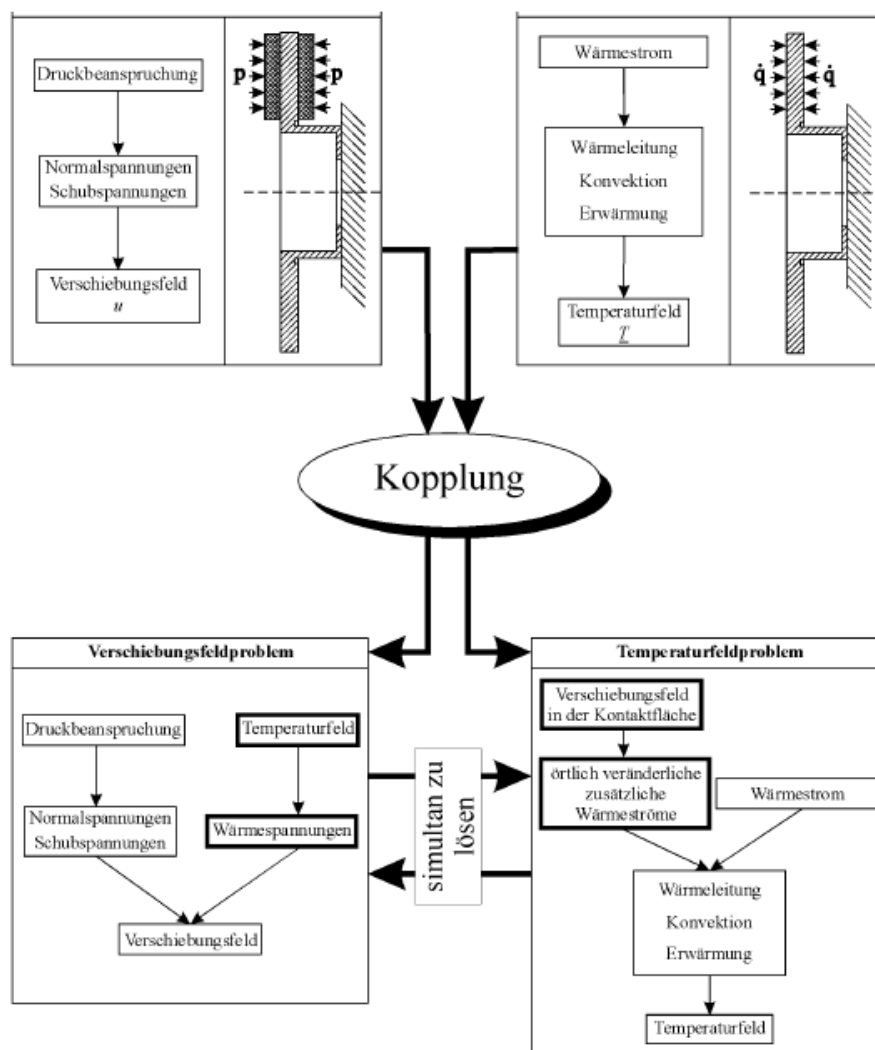 Druckbeanspruchung
Normalspannungen
Schubspannungen
Verschiebungsfeld
u
p
p
Wärmestrom
Wärmeleitung
Konvektion
Erwärmung
Temperaturfeld
T
q̇
q̇
Kopplung
Verschiebungsfeldproblem
Druckbeanspruchung
Temperaturfeld
Normalspannungen
Schubspannungen
Wärmespannungen
Verschiebungsfeld
simultan zu
lösen
Temperaturfeldproblem
Verschiebungsfeld
in der Kontaktfläche
örtlich veränderliche
zusätzliche
Wärmeströme
Wärmestrom
Wärmeleitung
Konvektion
Erwärmung
Temperaturfeld